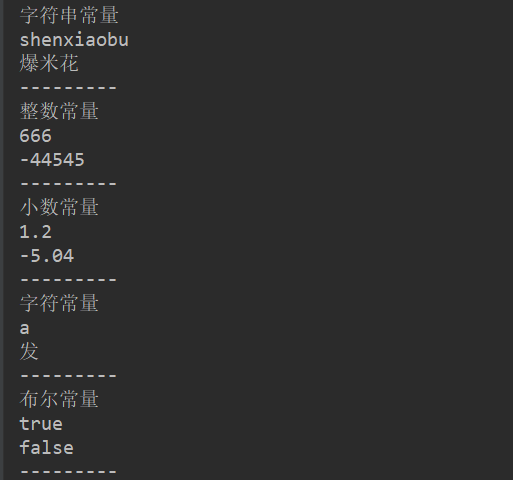 字符串常量
shenxiaobu
爆米花
---------
整数常量
666
-44545
---------
小数常量
1.2
-5.04
---------
字符常量
a
发
---------
布尔常量
true
false
---------